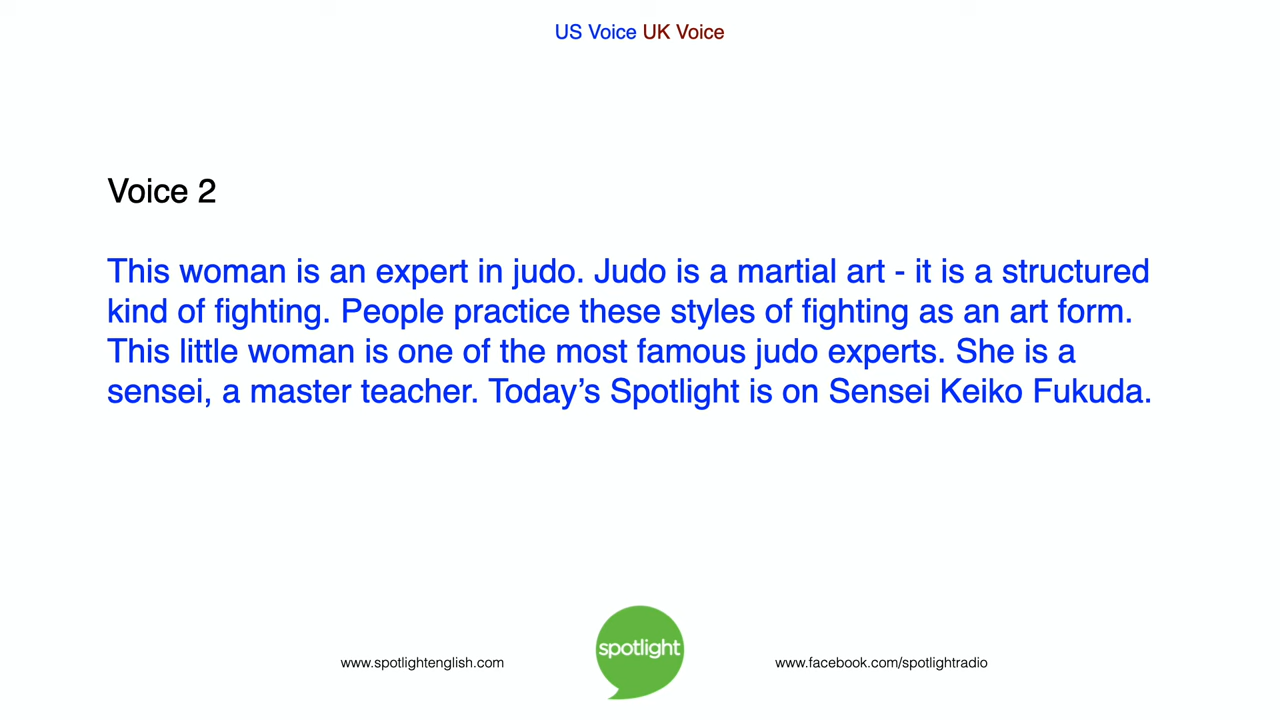 US Voice UK Voice
Voice 2
This woman is an expert in judo. Judo is a martial art - it is a structured
kind of fighting. People practice these styles of fighting as an art form.
This little woman is one of the most famous judo experts. She is a
sensei, a master teacher. Today’s Spotlight is on Sensei Keiko Fukuda.
www.spotlightenglish.com
spotlight
www.facebook.com/spotlightradio